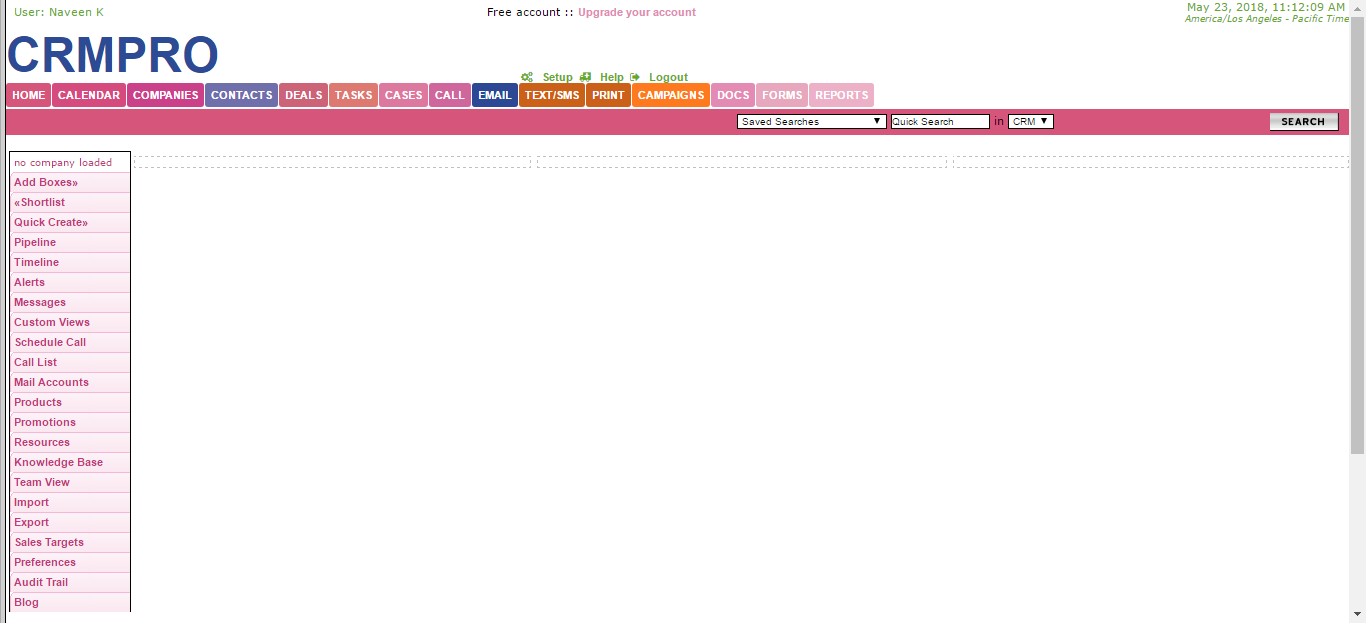 User: Naveen K
Free account :: Upgrade your account
May 23, 2018, 11:12:09 AM
America/Los Angeles - Pacific Time
CRMPRO
Setup Help Logout
HOME CALENDAR COMPANIES CONTACTS DEALS TASKS CASES CALL EMAIL TEXT/SMS PRINT CAMPAIGNS DOCS FORMS REPORTS
Saved Searches Quick Search in CRM SEARCH
no company loaded
Add Boxes»
«Shortlist
Quick Create»
Pipeline
Timeline
Alerts
Messages
Custom Views
Schedule Call
Call List
Mail Accounts
Products
Promotions
Resources
Knowledge Base
Team View
Import
Export
Sales Targets
Preferences
Audit Trail
Blog